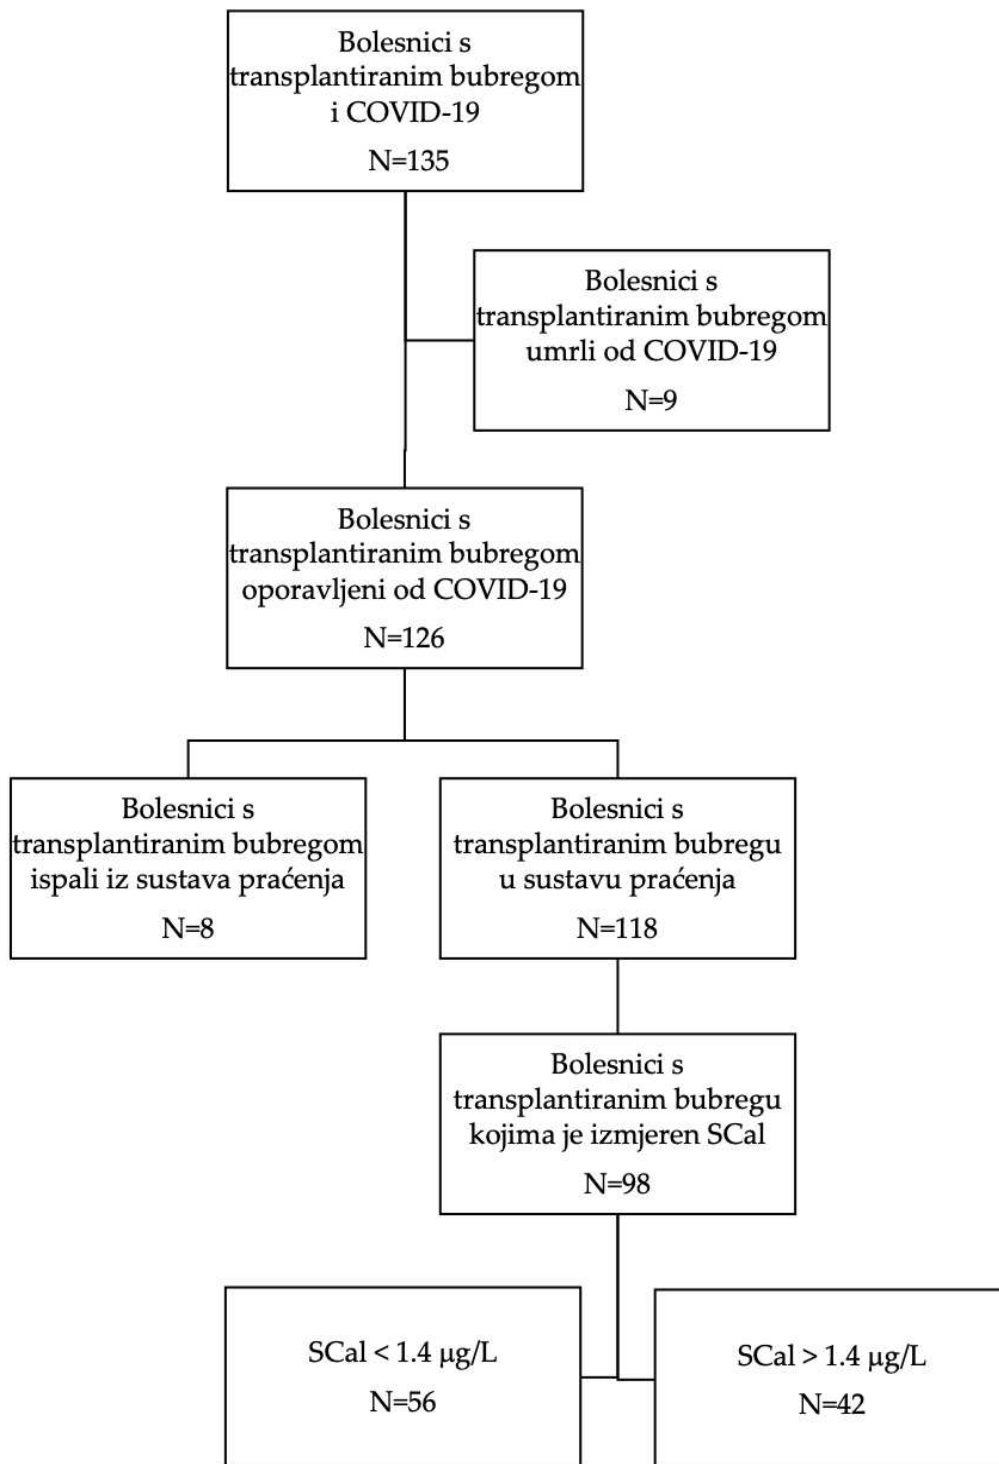 Bolesnici s
transplantiranim bubregom
i COVID-19
N=135
Bolesnici s
transplantiranim bubregom
umrli od COVID-19
N=9
Bolesnici s
transplantiranim bubregom
oporavljeni od COVID-19
N=126
Bolesnici s
transplantiranim bubregom
ispali iz sustava praćenja
N=8
Bolesnici s
transplantiranim bubregu
u sustavu praćenja
N=118
Bolesnici s
transplantiranim bubregu
kojima je izmjeren SCal
N=98
SCal < 1.4 µg/L
N=56
SCal > 1.4 µg/L
N=42